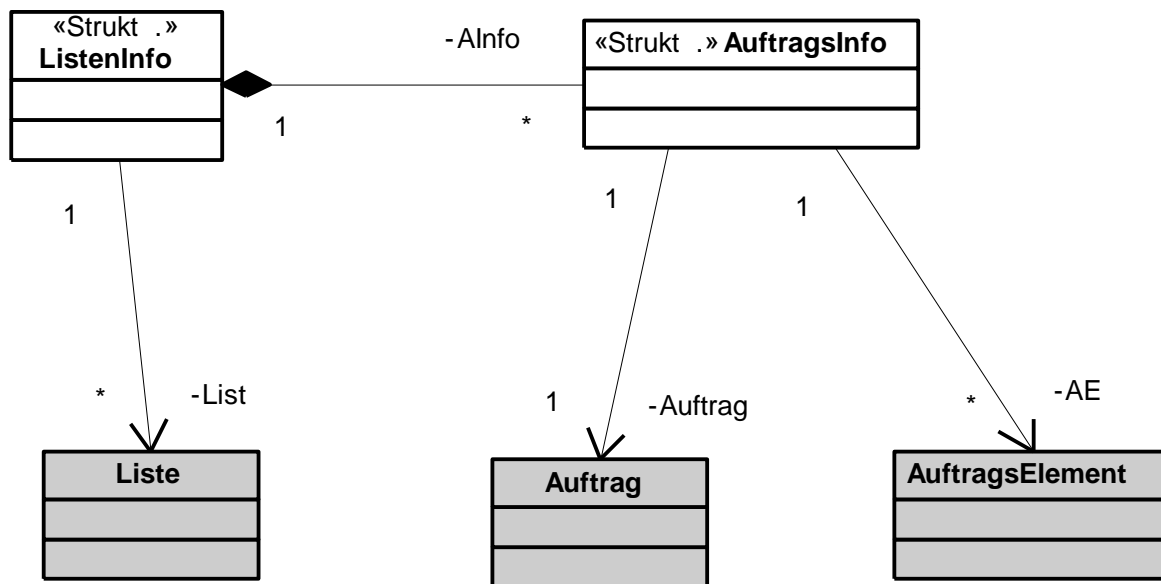 «Strukt .»
ListenInfo
-AInfo
«Strukt .» AuftragsInfo
1
*
1
1
1
*
-List
1
-Auftrag
*
-AE
Liste
Auftrag
AuftragsElement